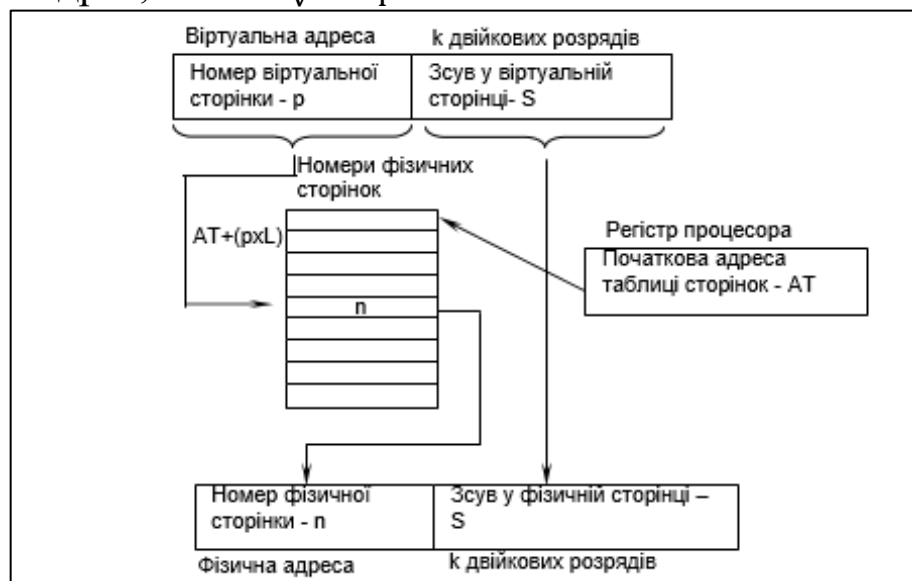 Віртуальна адреса
k двійкових розрядів
Номер віртуальної
сторінки - p
Зсув у віртуальній
сторінці- S
Номери фізичних
сторінок
AT+(pxL)
Регістр процесора
Початкова адреса
таблиці сторінок - AT
n
Номер фізичної
сторінки - n
Зсув у фізичній сторінці –
S
Фізична адреса
k двійкових розрядів